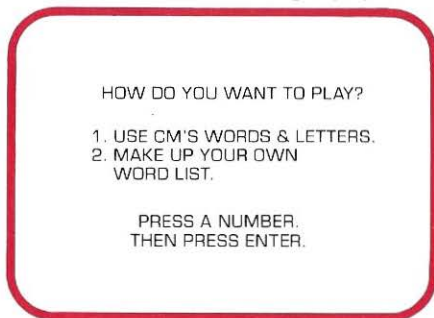 HOW DO YOU WANT TO PLAY?
1. USE CM'S WORDS & LETTERS.
2. MAKE UP YOUR OWN
WORD LIST.
PRESS A NUMBER.
THEN PRESS ENTER.